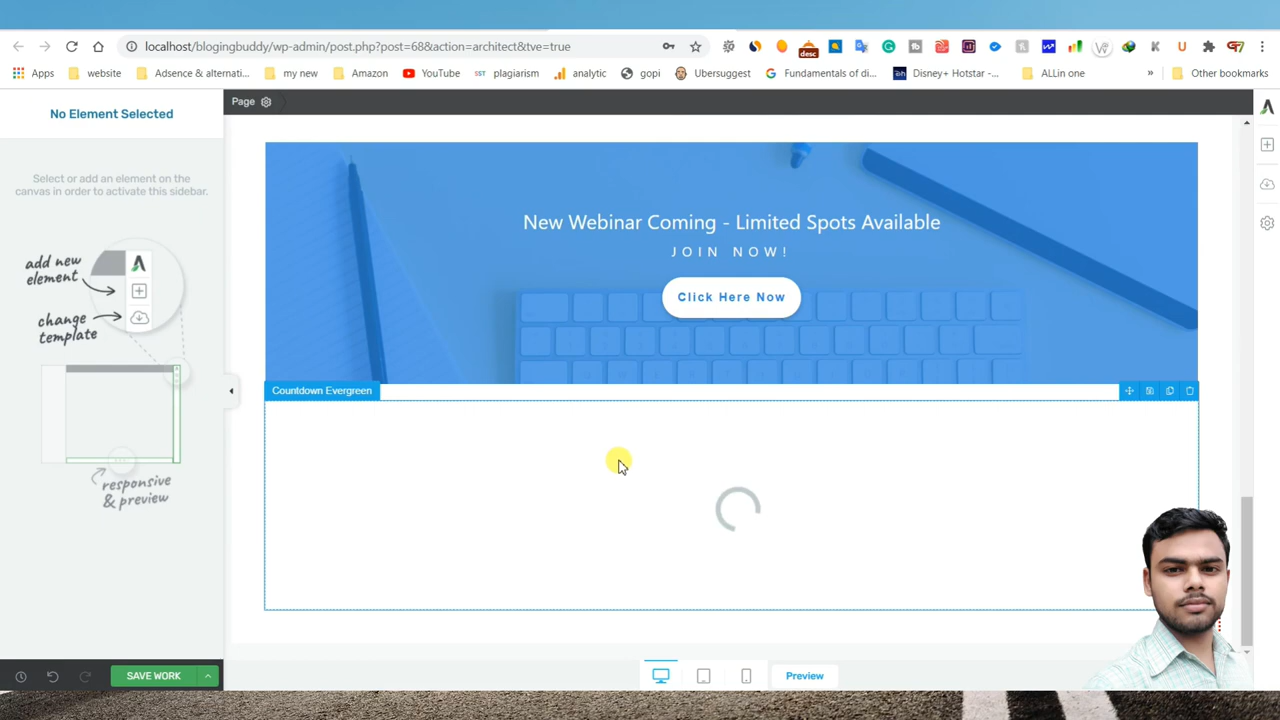 localhost/blogingbuddy/wp-admin/post.php?post=68&action=architect&tve=true
desc
Apps
website
Adsence & alternati...
my new
Amazon
YouTube
SST
plagiarism
analytic
gopi
Ubersuggest
Fundamentals of di...
Disney+ Hotstar -...
ALLin one
»
Other bookmarks
No Element Selected
Page
Select or add an element on the
canvas in order to activate this sidebar.
add new
element
change
template
responsive
& preview
New Webinar Coming - Limited Spots Available
JOIN NOW!
Click Here Now
Countdown Evergreen
SAVE WORK
Preview